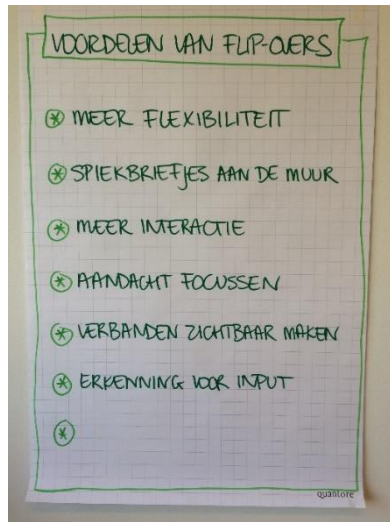 VOORDELEN VAN FLIP-OVERS
MEER FLEXIBILITEIT
SPIEKBRIEFJES AAN DE MUUR
MEER INTERACTIE
AANDACHT FOCUSSEN
VERBANDEN ZICHTBAAR MAKEN
ERKENNING VOOR INPUT
quantore